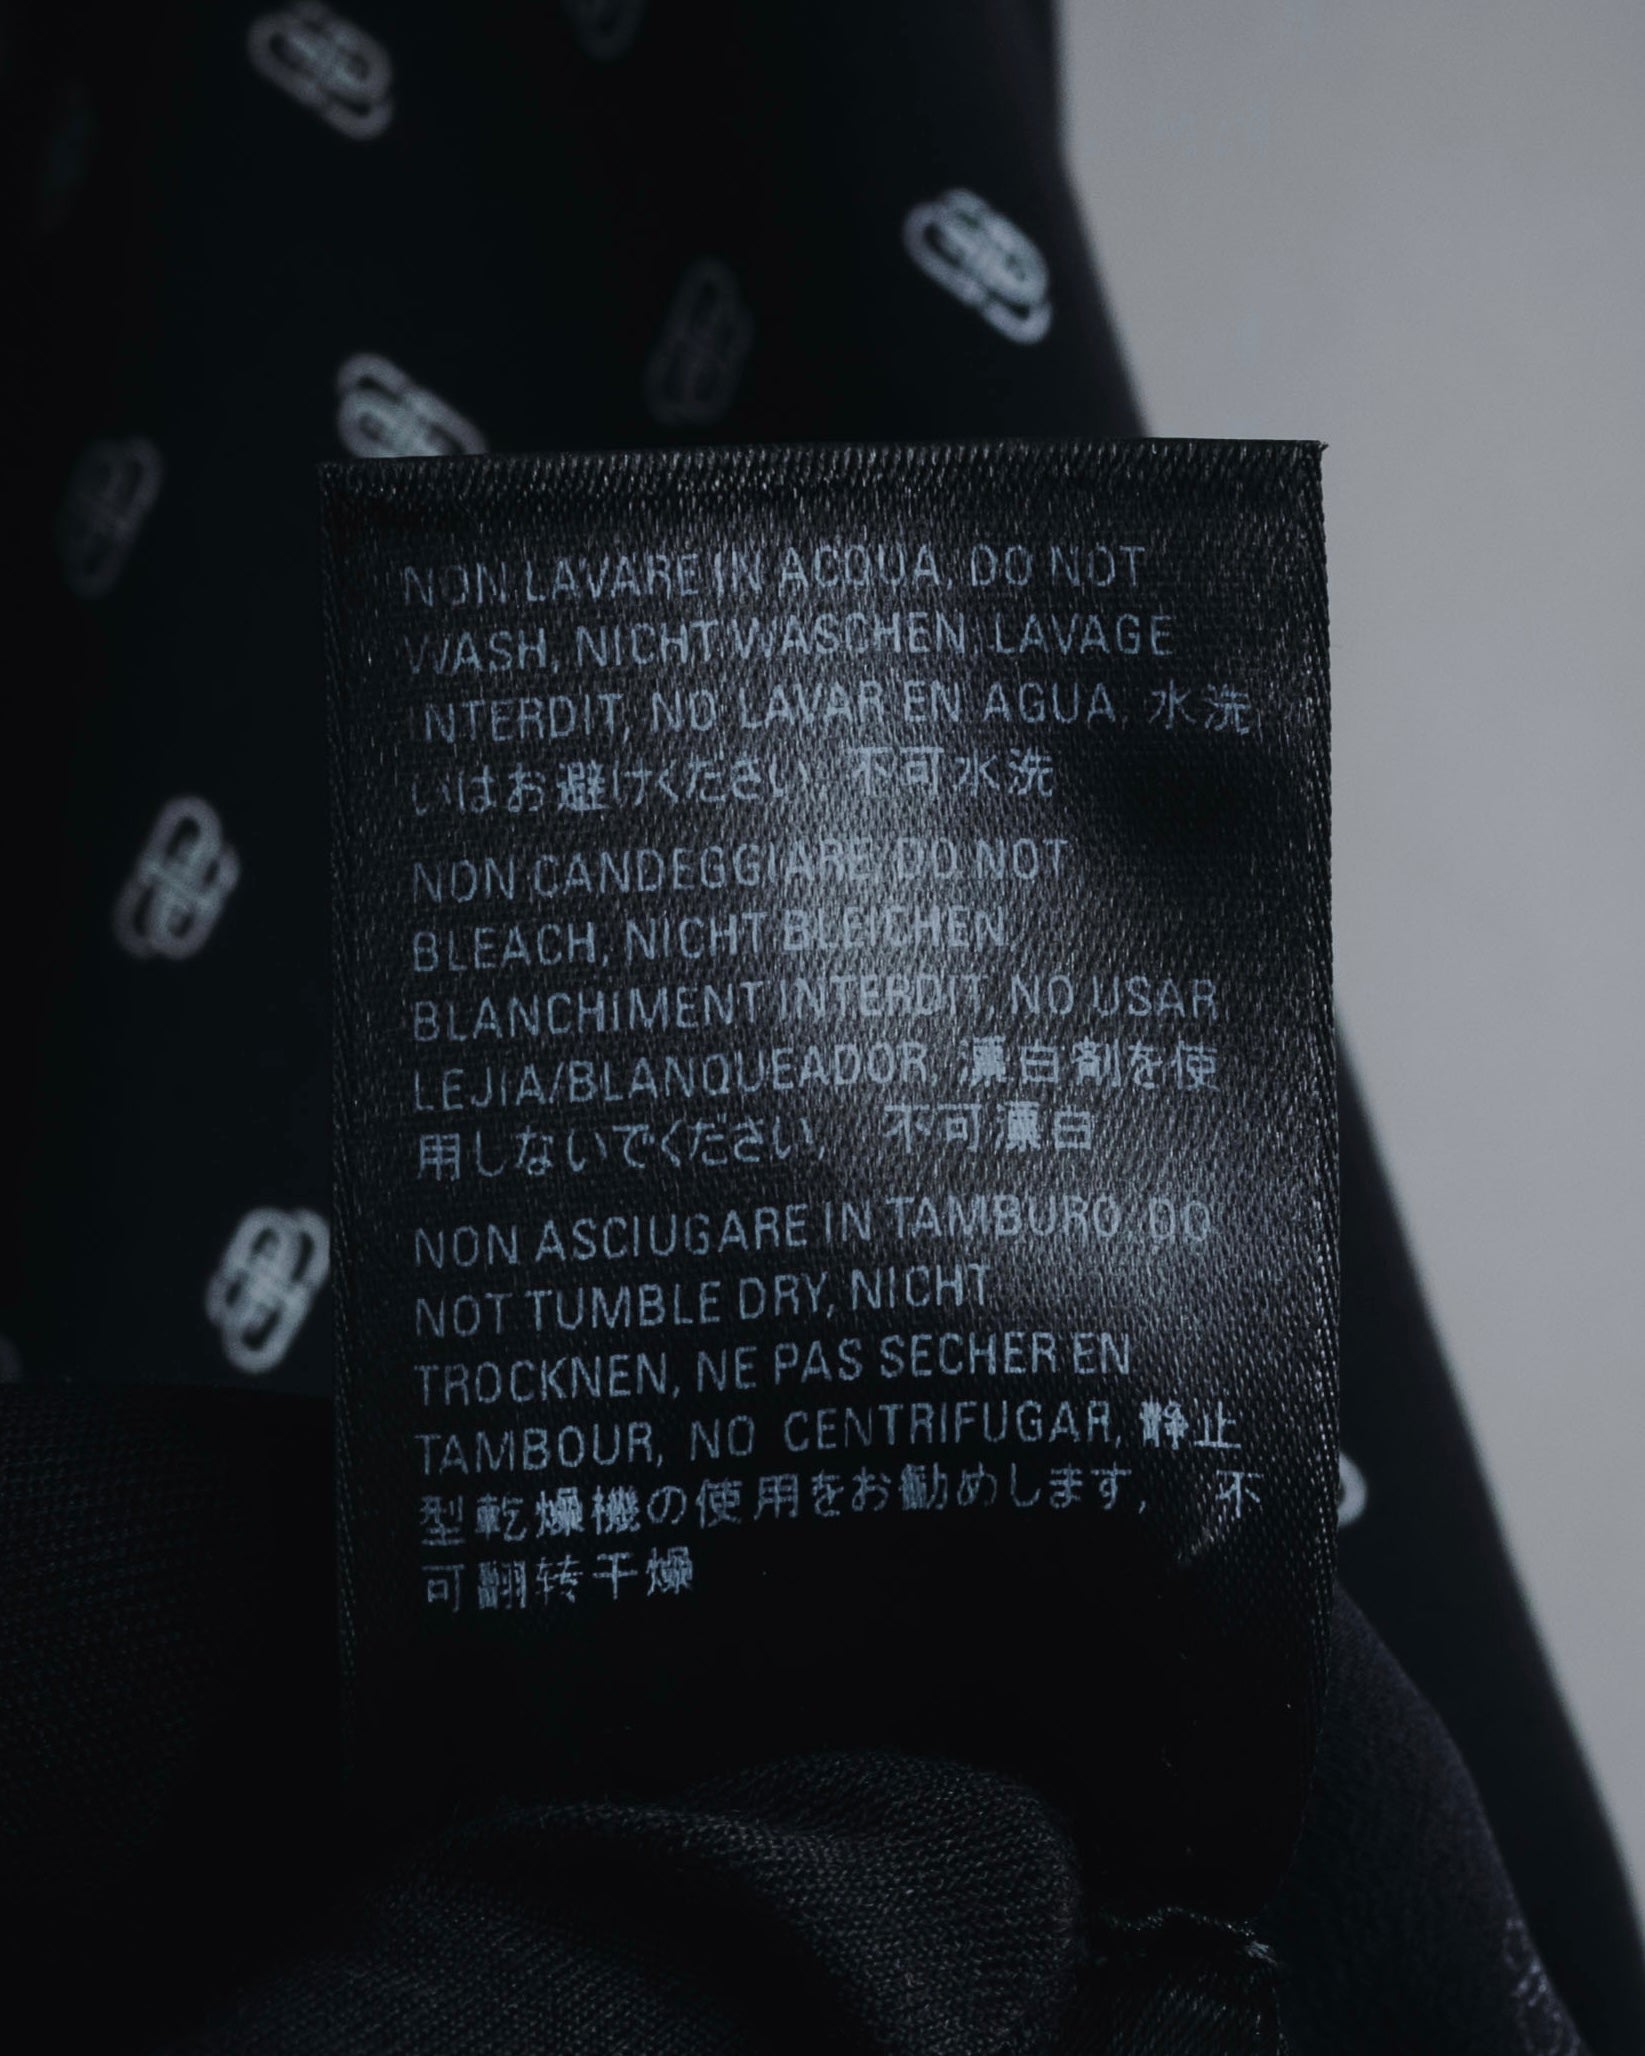 NON LAVARE IN ACQUA, DO NOT
WASH, NICHT WASCHEN, LAVAGE
INTERDIT, NO LAVAR EN AGUA, 水洗
いはお避けください, 不可水洗
NON CANDEGGIARE, DO NOT
BLEACH, NICHT BLEICHEN,
BLANCHIMENT INTERDIT, NO USAR
LEJIA/BLANQUEADOR, 漂白剤を使
用しないでください, 不可漂白
NON ASCIUGARE IN TAMBURO, DO
NOT TUMBLE DRY, NICHT
TROCKNEN, NE PAS SECHER EN
TAMBOUR, NO CENTRIFUGAR, 静止
型乾燥機の使用をお勧めします, 不
可翻转干燥